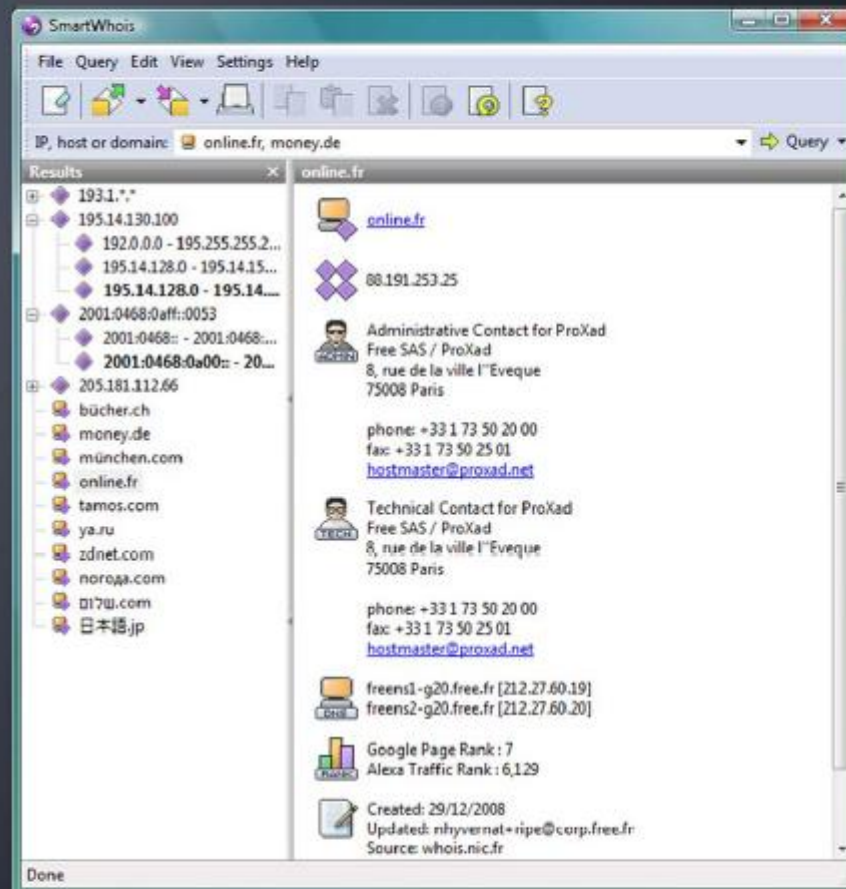 SmartWhois
File Query Edit View Settings Help
IP, host or domain: online.fr, money.de
Query
Results
193.1.*.*
195.14.130.100
192.0.0.0 - 195.255.255.2...
195.14.128.0 - 195.14.15...
195.14.128.0 - 195.14....
2001:0468:0aff::0053
2001:0468:: - 2001:0468:...
2001:0468:0a00:: - 20...
205.181.112.66
bücher.ch
money.de
münchen.com
online.fr
tamos.com
ya.ru
zdnet.com
погода.com
שלום.com
日本語.jp
online.fr
online.fr
88.191.253.25
ADMIN
Administrative Contact for ProXad
Free SAS / ProXad
8, rue de la ville l''Eveque
75008 Paris
phone: +33 1 73 50 20 00
fax: +33 1 73 50 25 01
hostmaster@proxad.net
TECH
Technical Contact for ProXad
Free SAS / ProXad
8, rue de la ville l''Eveque
75008 Paris
phone: +33 1 73 50 20 00
fax: +33 1 73 50 25 01
hostmaster@proxad.net
DNS
freens1-g20.free.fr [212.27.60.19]
freens2-g20.free.fr [212.27.60.20]
RANK
Google Page Rank : 7
Alexa Traffic Rank : 6,129
Created: 29/12/2008
Updated: nhyvernat+ripe@corp.free.fr
Source: whois.nic.fr
Done